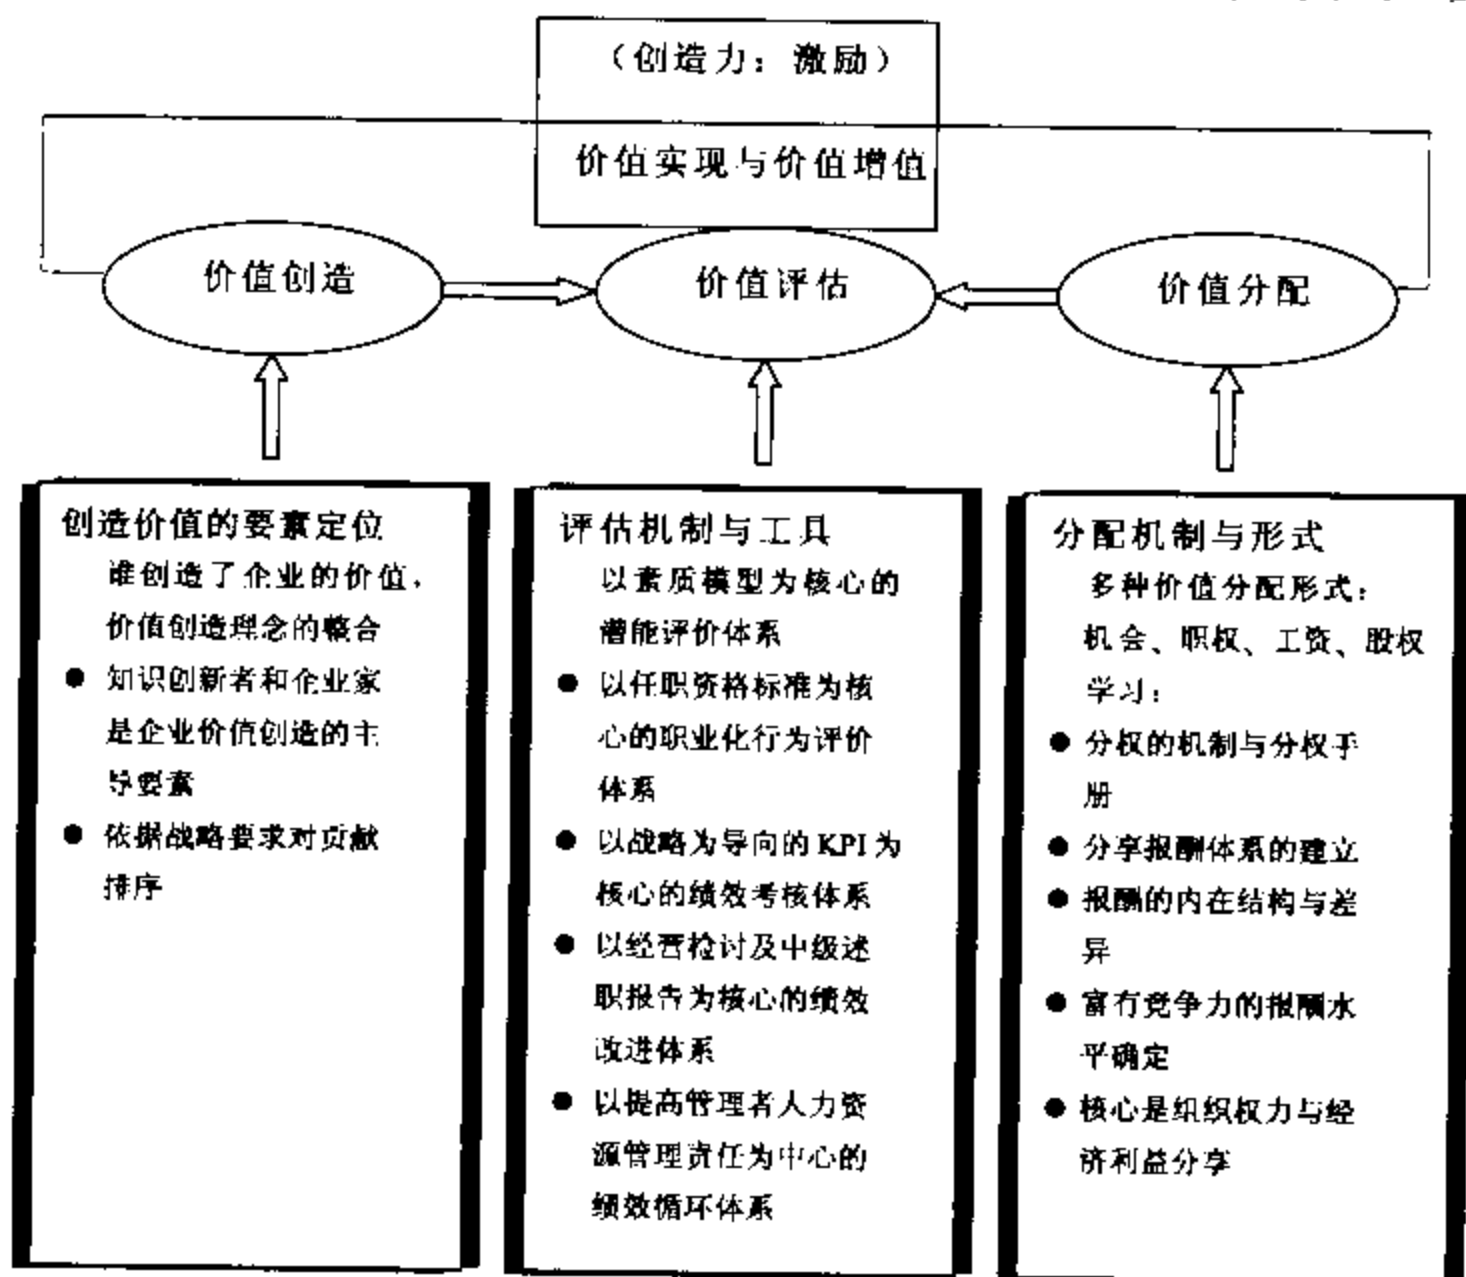 （创造力：激励）
价值实现与价值增值
价值创造
价值评估
价值分配
创造价值的要素定位
谁创造了企业的价值，
价值创造理念的整合
● 知识创新者和企业家
是企业价值创造的主
导要素
● 依据战略要求对贡献
排序
评估机制与工具
以素质模型为核心的
潜能评价体系
● 以任职资格标准为核
心的职业化行为评价
体系
● 以战略为导向的 KPI 为
核心的绩效考核体系
● 以经营检讨及中级述
职报告为核心的绩效
改进体系
● 以提高管理者人力资
源管理责任为中心的
绩效循环体系
分配机制与形式
多种价值分配形式：
机会、职权、工资、股权
学习：
● 分权的机制与分权手
册
● 分享报酬体系的建立
● 报酬的内在结构与差
异
● 富有竞争力的报酬水
平确定
● 核心是组织权力与经
济利益分享